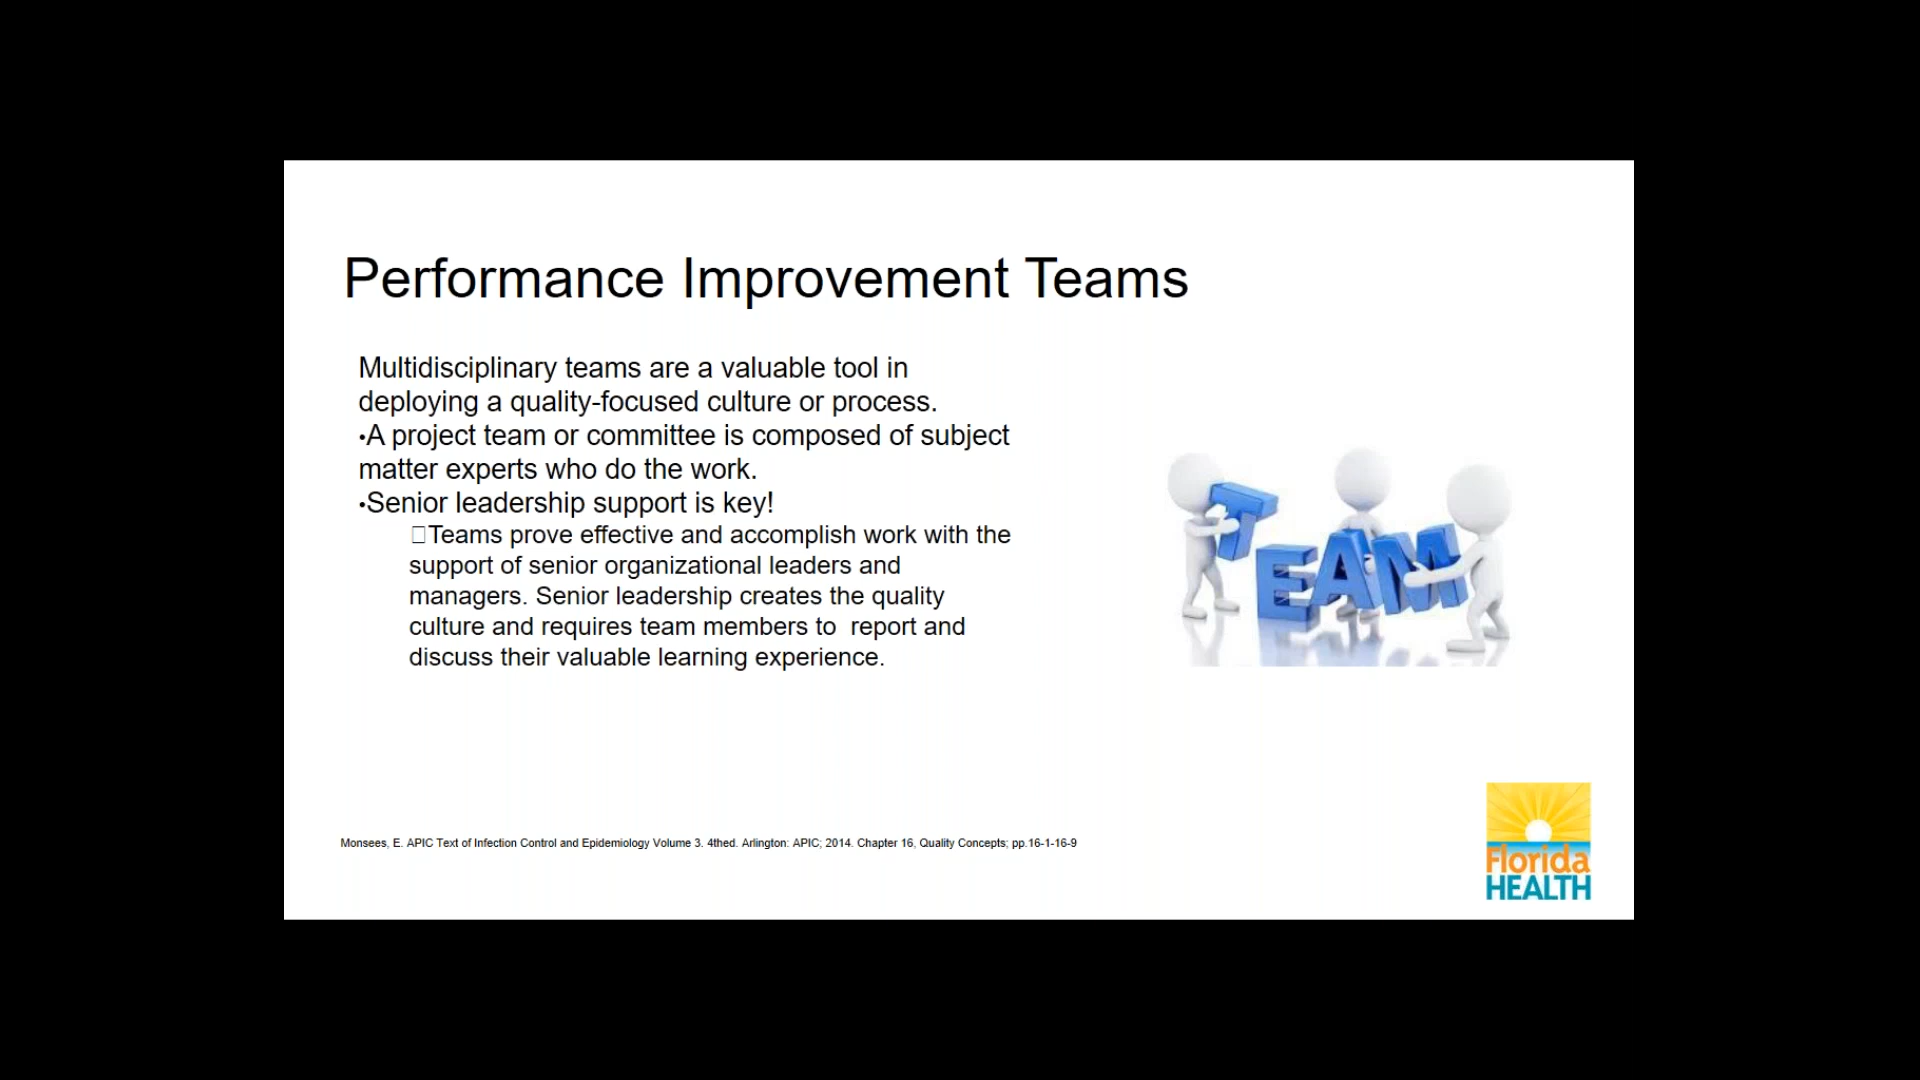 Performance Improvement Teams
Multidisciplinary teams are a valuable tool in
deploying a quality-focused culture or process.
•A project team or committee is composed of subject
matter experts who do the work.
•Senior leadership support is key!
□Teams prove effective and accomplish work with the
support of senior organizational leaders and
managers. Senior leadership creates the quality
culture and requires team members to  report and
discuss their valuable learning experience.
TEAM
Monsees, E. APIC Text of Infection Control and Epidemiology Volume 3. 4thed. Arlington: APIC; 2014. Chapter 16, Quality Concepts; pp.16-1-16-9
Florida
HEALTH